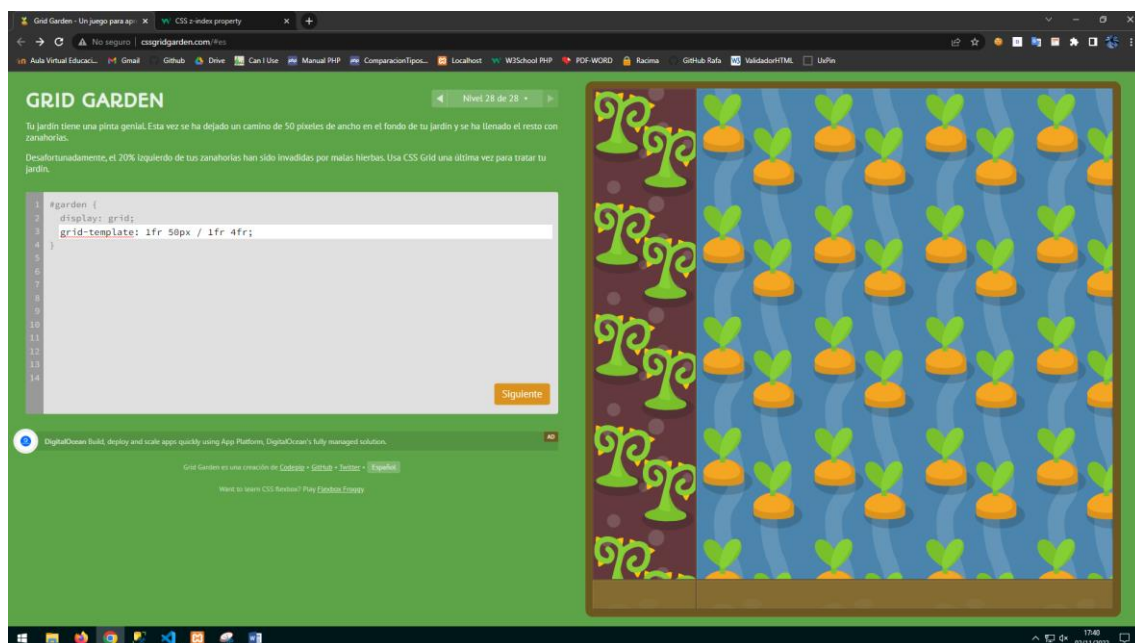 Grid Garden - Un juego para apr
CSS z-index property
No seguro | cssgridgarden.com/#es
Aula Virtual Educaci... Gmail Github Drive Can I Use Manual PHP ComparacionTipos... Localhost W3School PHP PDF-WORD Racima GitHub Rafa ValidadorHTML UxPin
GRID GARDEN
Nivel 28 de 28
Tu jardín tiene una pinta genial. Esta vez se ha dejado un camino de 50 píxeles de ancho en el fondo de tu jardín y se ha llenado el resto con
zanahorias.
Desafortunadamente, el 20% izquierdo de tus zanahorias han sido invadidas por malas hierbas. Usa CSS Grid una última vez para tratar tu
jardín.
1 #garden {
2 display: grid;
3 grid-template: 1fr 50px / 1fr 4fr;
4 }
5
6
7
8
9
10
11
12
13
14
Siguiente
DigitalOcean Build, deploy and scale apps quickly using App Platform, DigitalOcean's fully managed solution.
AD
Grid Garden es una creación de Codepip • GitHub • Twitter • Español
Want to learn CSS flexbox? Play Flexbox Froggy
17:40